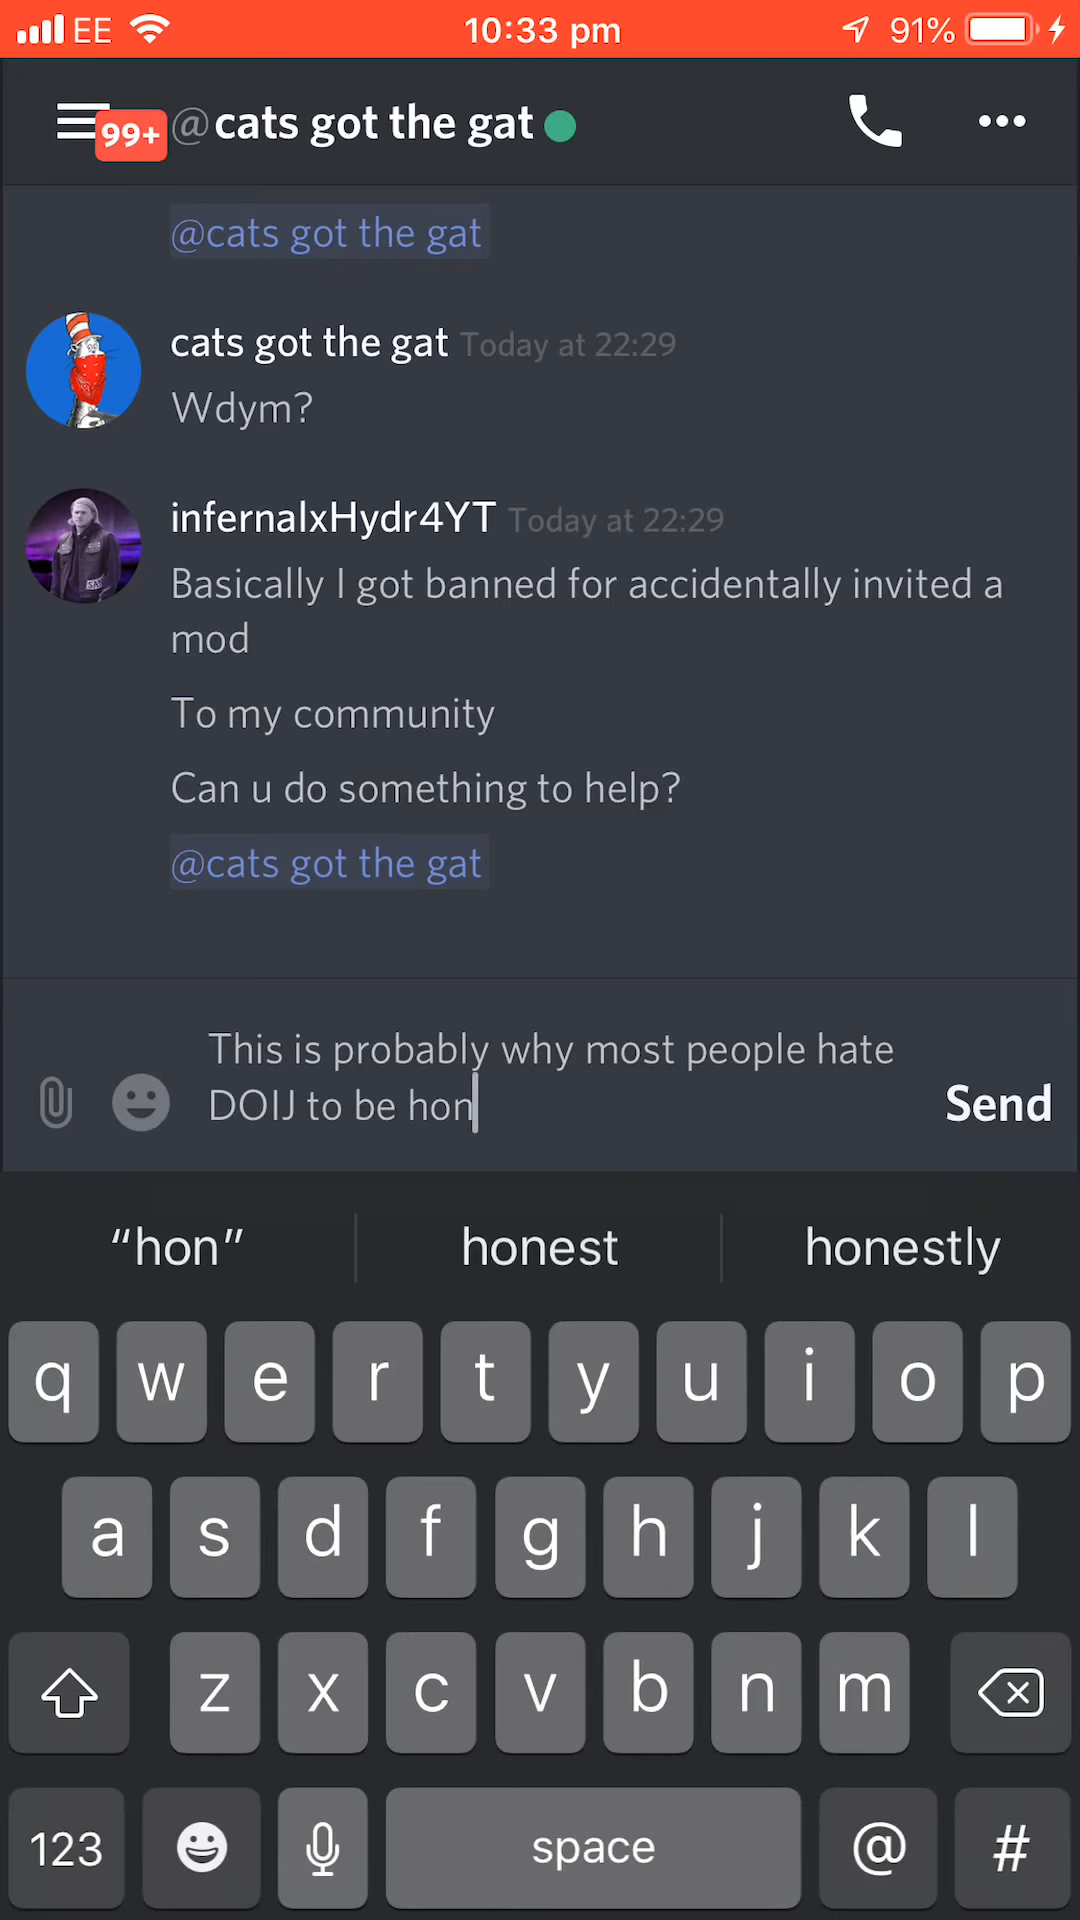 EE 10:33 pm 91%
99+ @cats got the gat
@cats got the gat
cats got the gat Today at 22:29
Wdym?
infernalxHydr4YT Today at 22:29
Basically I got banned for accidentally invited a
mod
To my community
Can u do something to help?
@cats got the gat
This is probably why most people hate
DOIJ to be hon
Send
“hon” honest honestly
q w e r t y u i o p
a s d f g h j k l
z x c v b n m
123 space @ #